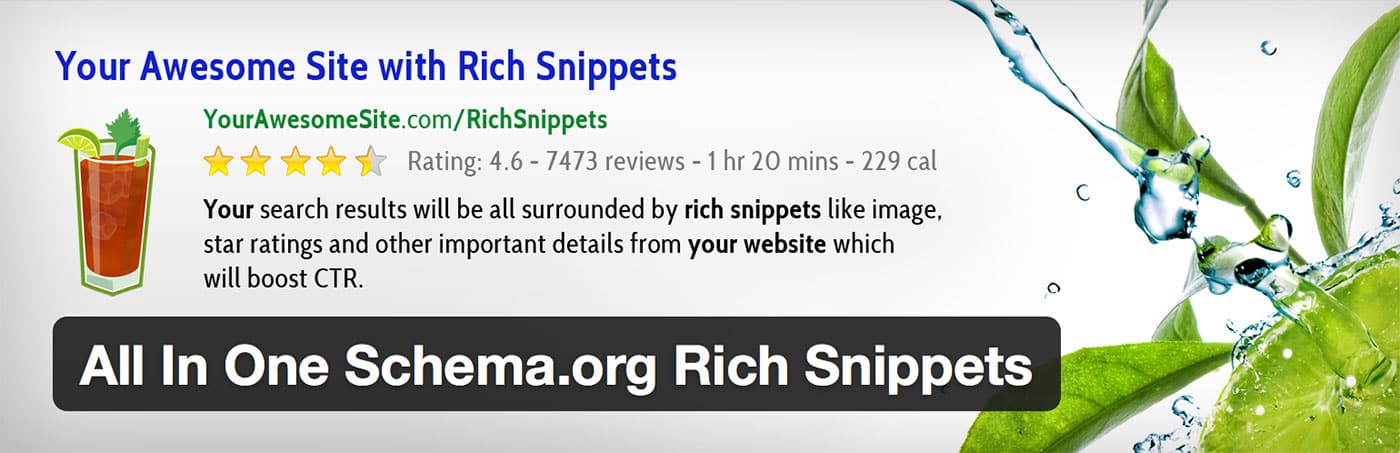 Your Awesome Site with Rich Snippets
YourAwesomeSite.com/RichSnippets
Rating: 4.6 - 7473 reviews - 1 hr 20 mins - 229 cal
Your search results will be all surrounded by rich snippets like image,
star ratings and other important details from your website which
will boost CTR.
All In One Schema.org Rich Snippets